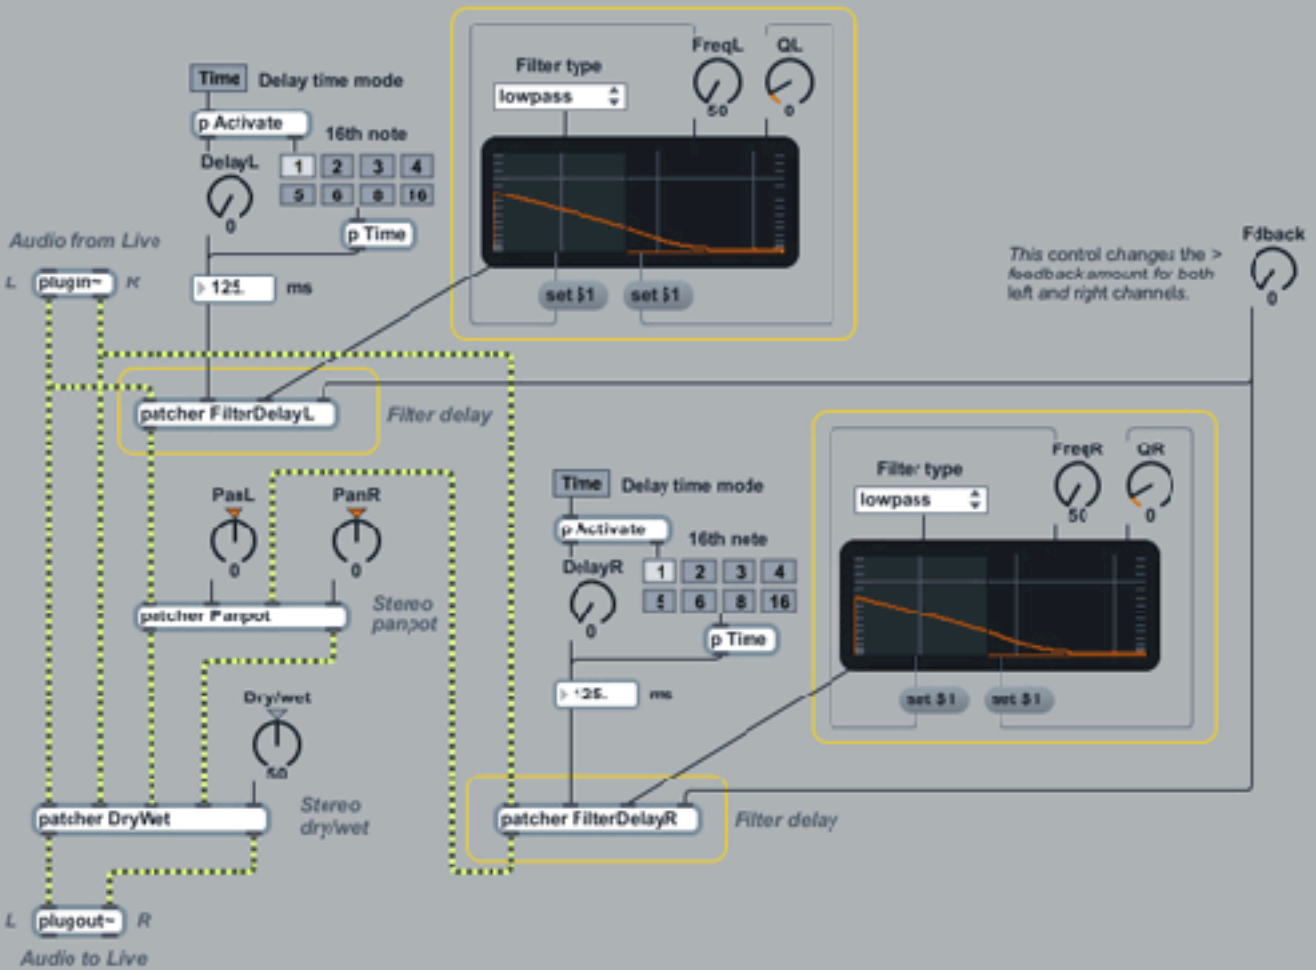 FreqL QL
Filter type
lowpass
50 0
Time Delay time mode
p Activate
16th note
DelayL
1 2 3 4
5 6 8 16
0
p Time
125. ms
set $1 set $1
Audio from Live
L plugin~ R
Fdback
This control changes the >
feedback amount for both
left and right channels.
0
patcher FilterDelayL Filter delay
FreqR QR
Filter type
lowpass
50 0
PanL PanR
0 0
Time Delay time mode
p Activate
16th note
DelayR
1 2 3 4
5 6 8 16
0
p Time
125. ms
set $1 set $1
patcher Panpot
Stereo
panpot
Dry/wet
50
patcher DryWet
Stereo
dry/wet
patcher FilterDelayR Filter delay
L plugout~ R
Audio to Live